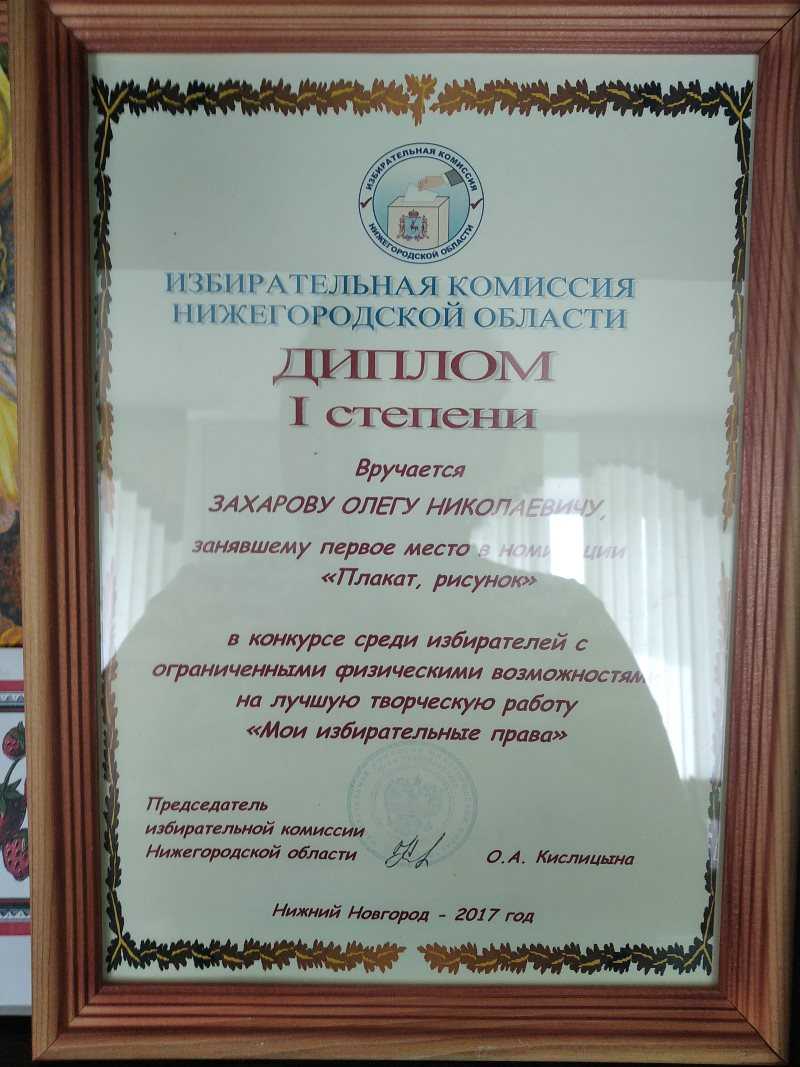 ИЗБИРАТЕЛЬНАЯ КОМИССИЯ
НИЖЕГОРОДСКОЙ ОБЛАСТИ
ИЗБИРАТЕЛЬНАЯ КОМИССИЯ
НИЖЕГОРОДСКОЙ ОБЛАСТИ
ДИПЛОМ
I степени
Вручается
ЗАХАРОВУ ОЛЕГУ НИКОЛАЕВИЧУ,
занявшему первое место в номинации
«Плакат, рисунок»
в конкурсе среди избирателей с
ограниченными физическими возможностями
на лучшую творческую работу
«Мои избирательные права»
Председатель
избирательной комиссии
Нижегородской области О.А. Кислицына
Нижний Новгород - 2017 год